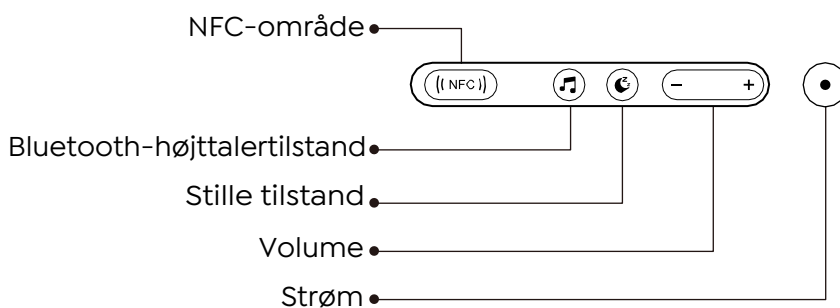 NFC-område
((NFC))
− +
Bluetooth-højttalertilstand
Stille tilstand
Volume
Strøm